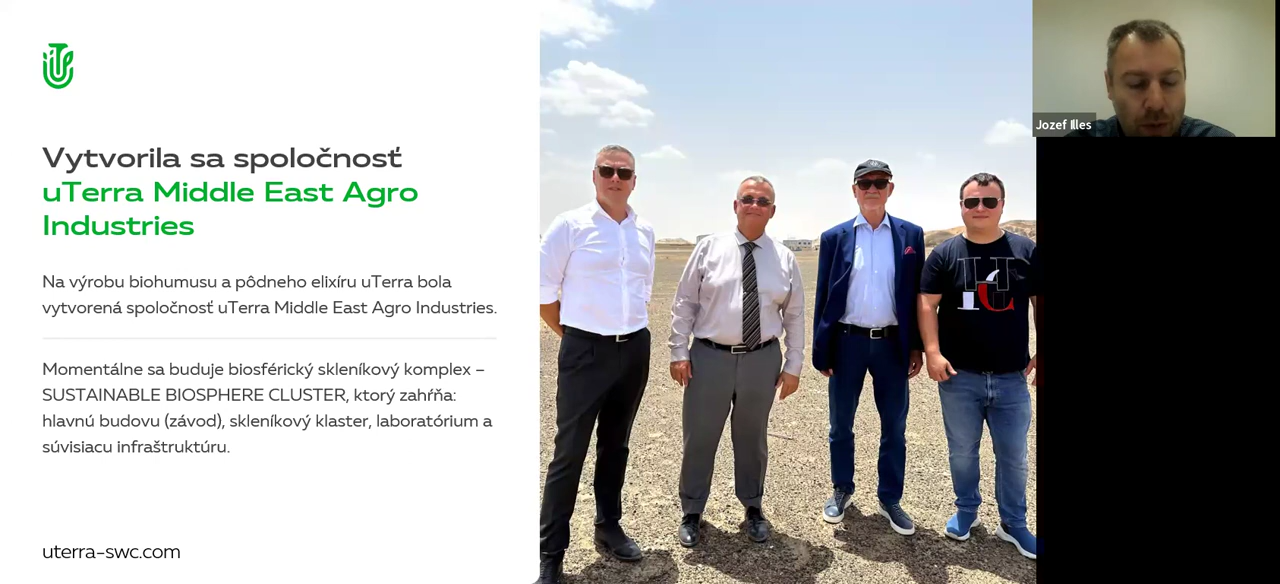 Vytvorila sa spoločnosť
uTerra Middle East Agro
Industries
Na výrobu biohumusu a pôdneho elixíru uTerra bola
vytvorená spoločnosť uTerra Middle East Agro Industries.
Momentálne sa buduje biosférický skleníkový komplex –
SUSTAINABLE BIOSPHERE CLUSTER, ktorý zahŕňa:
hlavnú budovu (závod), skleníkový klaster, laboratórium a
súvisiacu infraštruktúru.
uterra-swc.com
Jozef Illes